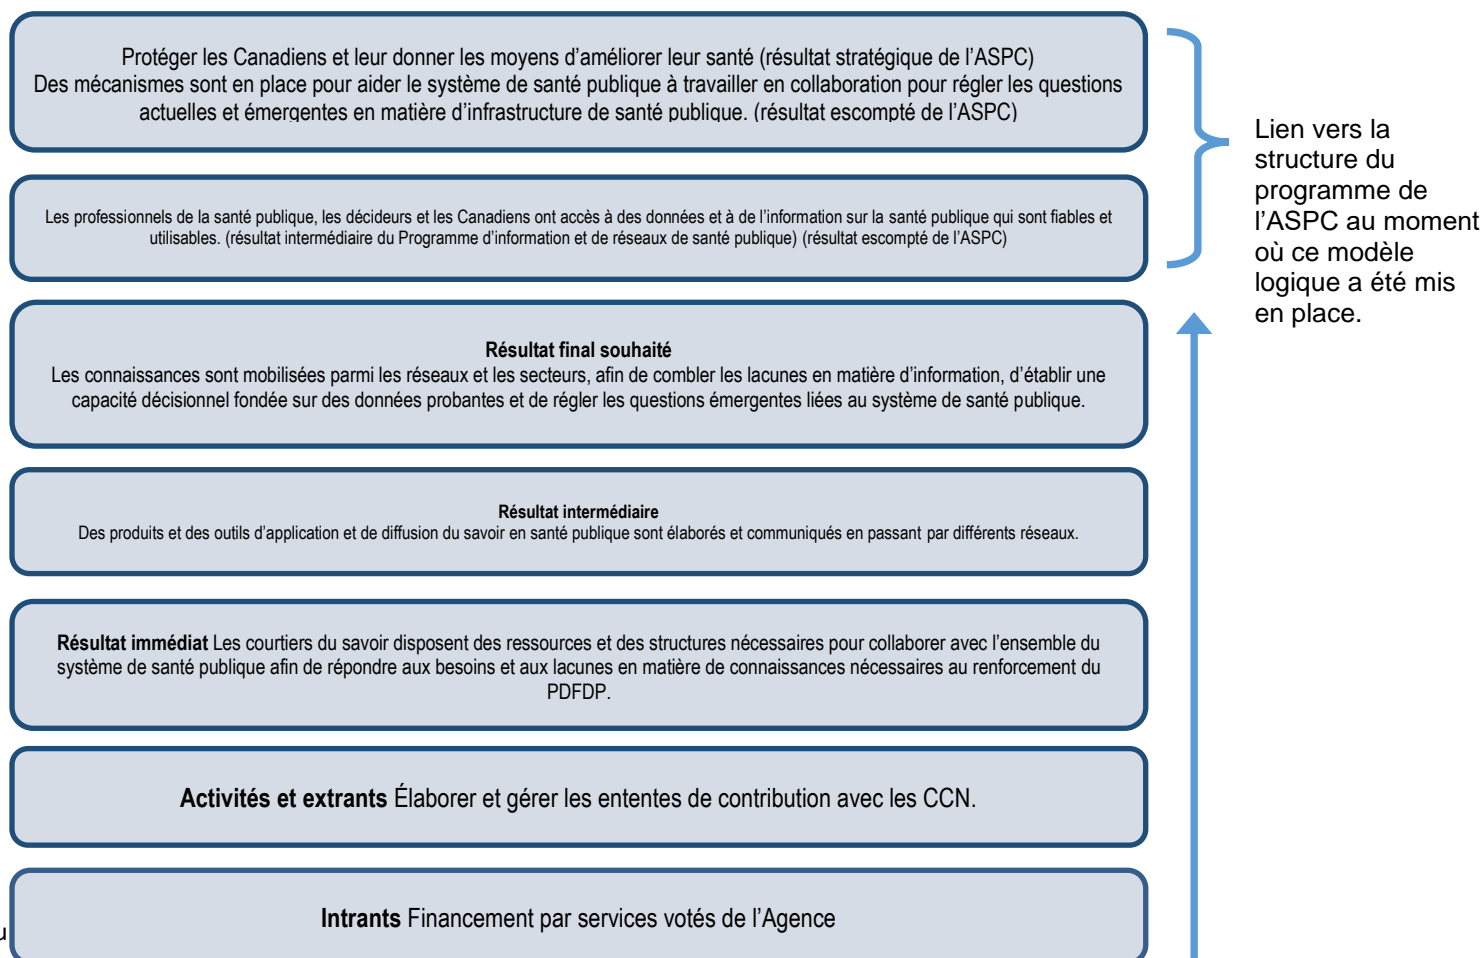 Protéger les Canadiens et leur donner les moyens d’améliorer leur santé (résultat stratégique de l’ASPC)
Des mécanismes sont en place pour aider le système de santé publique à travailler en collaboration pour régler les questions
actuelles et émergentes en matière d’infrastructure de santé publique. (résultat escompté de l’ASPC)
Lien vers la
structure du
programme de
l’ASPC au moment
où ce modèle
logique a été mis
en place.
Les professionnels de la santé publique, les décideurs et les Canadiens ont accès à des données et à de l’information sur la santé publique qui sont fiables et
utilisables. (résultat intermédiaire du Programme d’information et de réseaux de santé publique) (résultat escompté de l’ASPC)
Résultat final souhaité
Les connaissances sont mobilisées parmi les réseaux et les secteurs, afin de combler les lacunes en matière d’information, d’établir une
capacité décisionnel fondée sur des données probantes et de régler les questions émergentes liées au système de santé publique.
Résultat intermédiaire
Des produits et des outils d’application et de diffusion du savoir en santé publique sont élaborés et communiqués en passant par différents réseaux.
Résultat immédiat Les courtiers du savoir disposent des ressources et des structures nécessaires pour collaborer avec l’ensemble du
système de santé publique afin de répondre aux besoins et aux lacunes en matière de connaissances nécessaires au renforcement du
PDFDP.
Activités et extrants Élaborer et gérer les ententes de contribution avec les CCN.
Intrants Financement par services votés de l’Agence